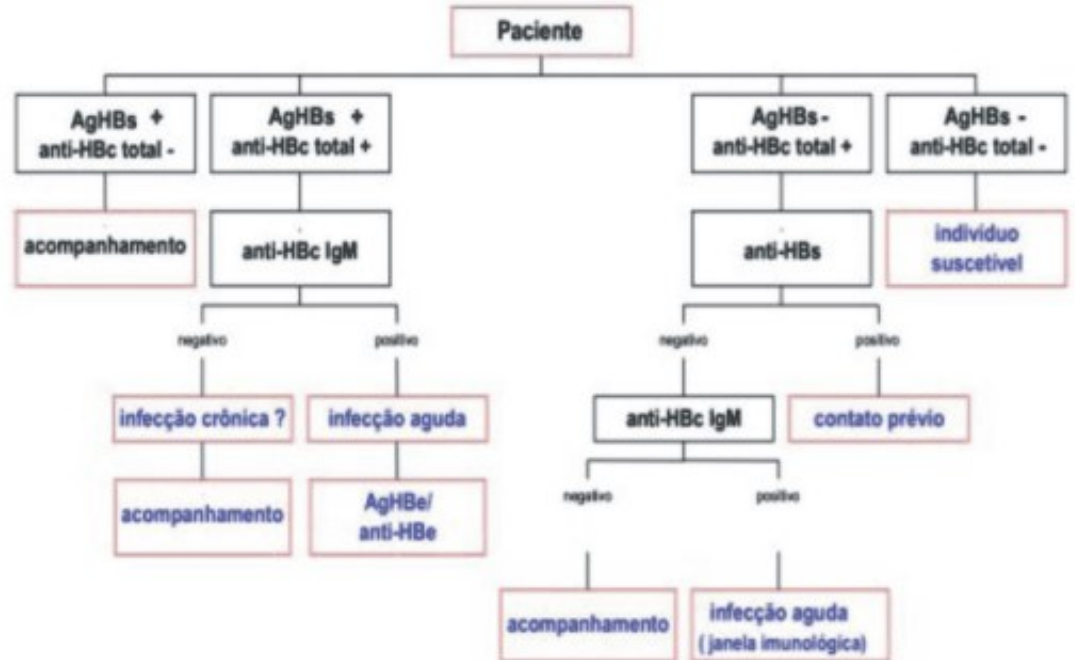 Paciente
AgHBs +
anti-HBc total -
AgHBs +
anti-HBc total +
AgHBs -
anti-HBc total +
AgHBs -
anti-HBc total -
acompanhamento
anti-HBc IgM
anti-HBs
indivíduo
suscetível
negativo
positivo
negativo
positivo
infecção crônica ?
infecção aguda
anti-HBc IgM
contato prévio
acompanhamento
AgHBe/
anti-HBe
negativo
positivo
acompanhamento
infecção aguda
( janela imunológica)